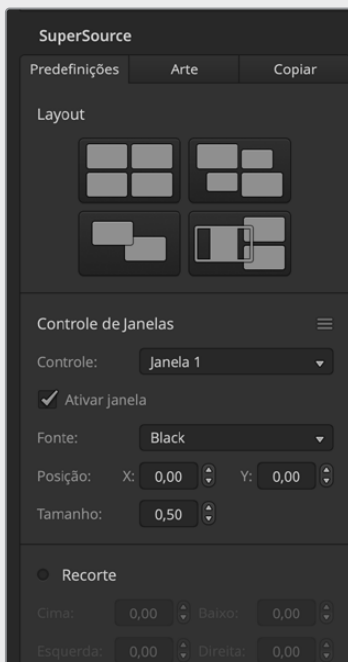 SuperSource
Predefinições Arte Copiar
Layout
Controle de Janelas
Controle: Janela 1
Ativar janela
Fonte: Black
Posição: X: 0,00 Y: 0,00
Tamanho: 0,50
Recorte
Cima: 0,00 Baixo: 0,00
Esquerda: 0,00 Direita: 0,00